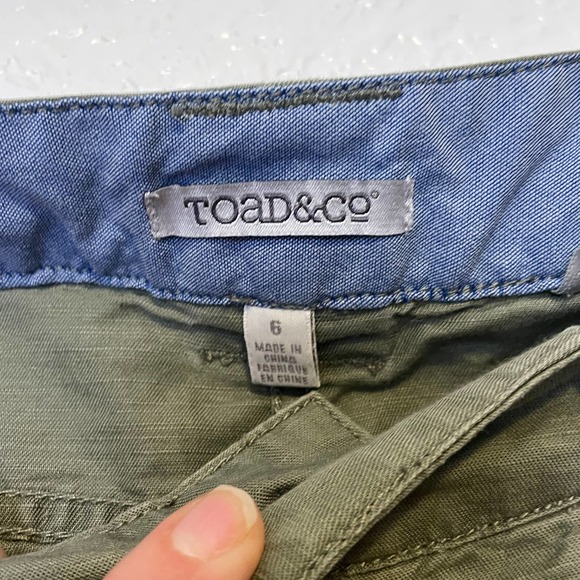 TOAD&CO®
6
MADE IN
CHINA
FABRIQUE
EN CHINE